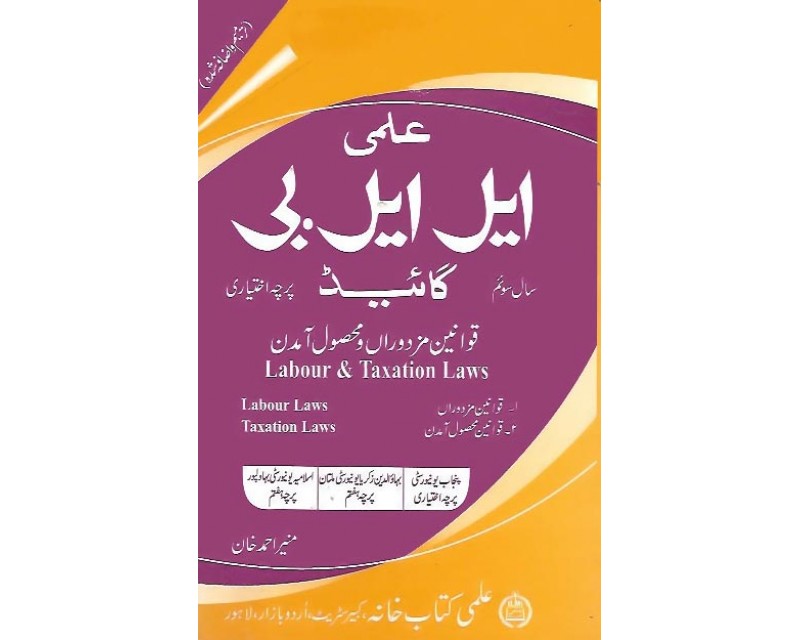 (ترمیم و اضافہ شدہ)
علمی
ایل ایل.بی
سال سوئم گائیڈ پرچہ اختیاری
قوانین مزدوراں و محصول آمدن
Labour & Taxation Laws
Labour Laws ۱۔ قوانین مزدوراں
Taxation Laws ۲۔ قوانین محصول آمدن
پنجاب یونیورسٹی بہاؤالدین زکریا یونیورسٹی ملتان اسلامیہ یونیورسٹی بہاولپور
پرچہ اختیاری پرچہ ہفتم پرچہ ہفتم
منیر احمد خان
علمی کتاب خانہ، کبیر سٹریٹ، اُردو بازار، لاہور